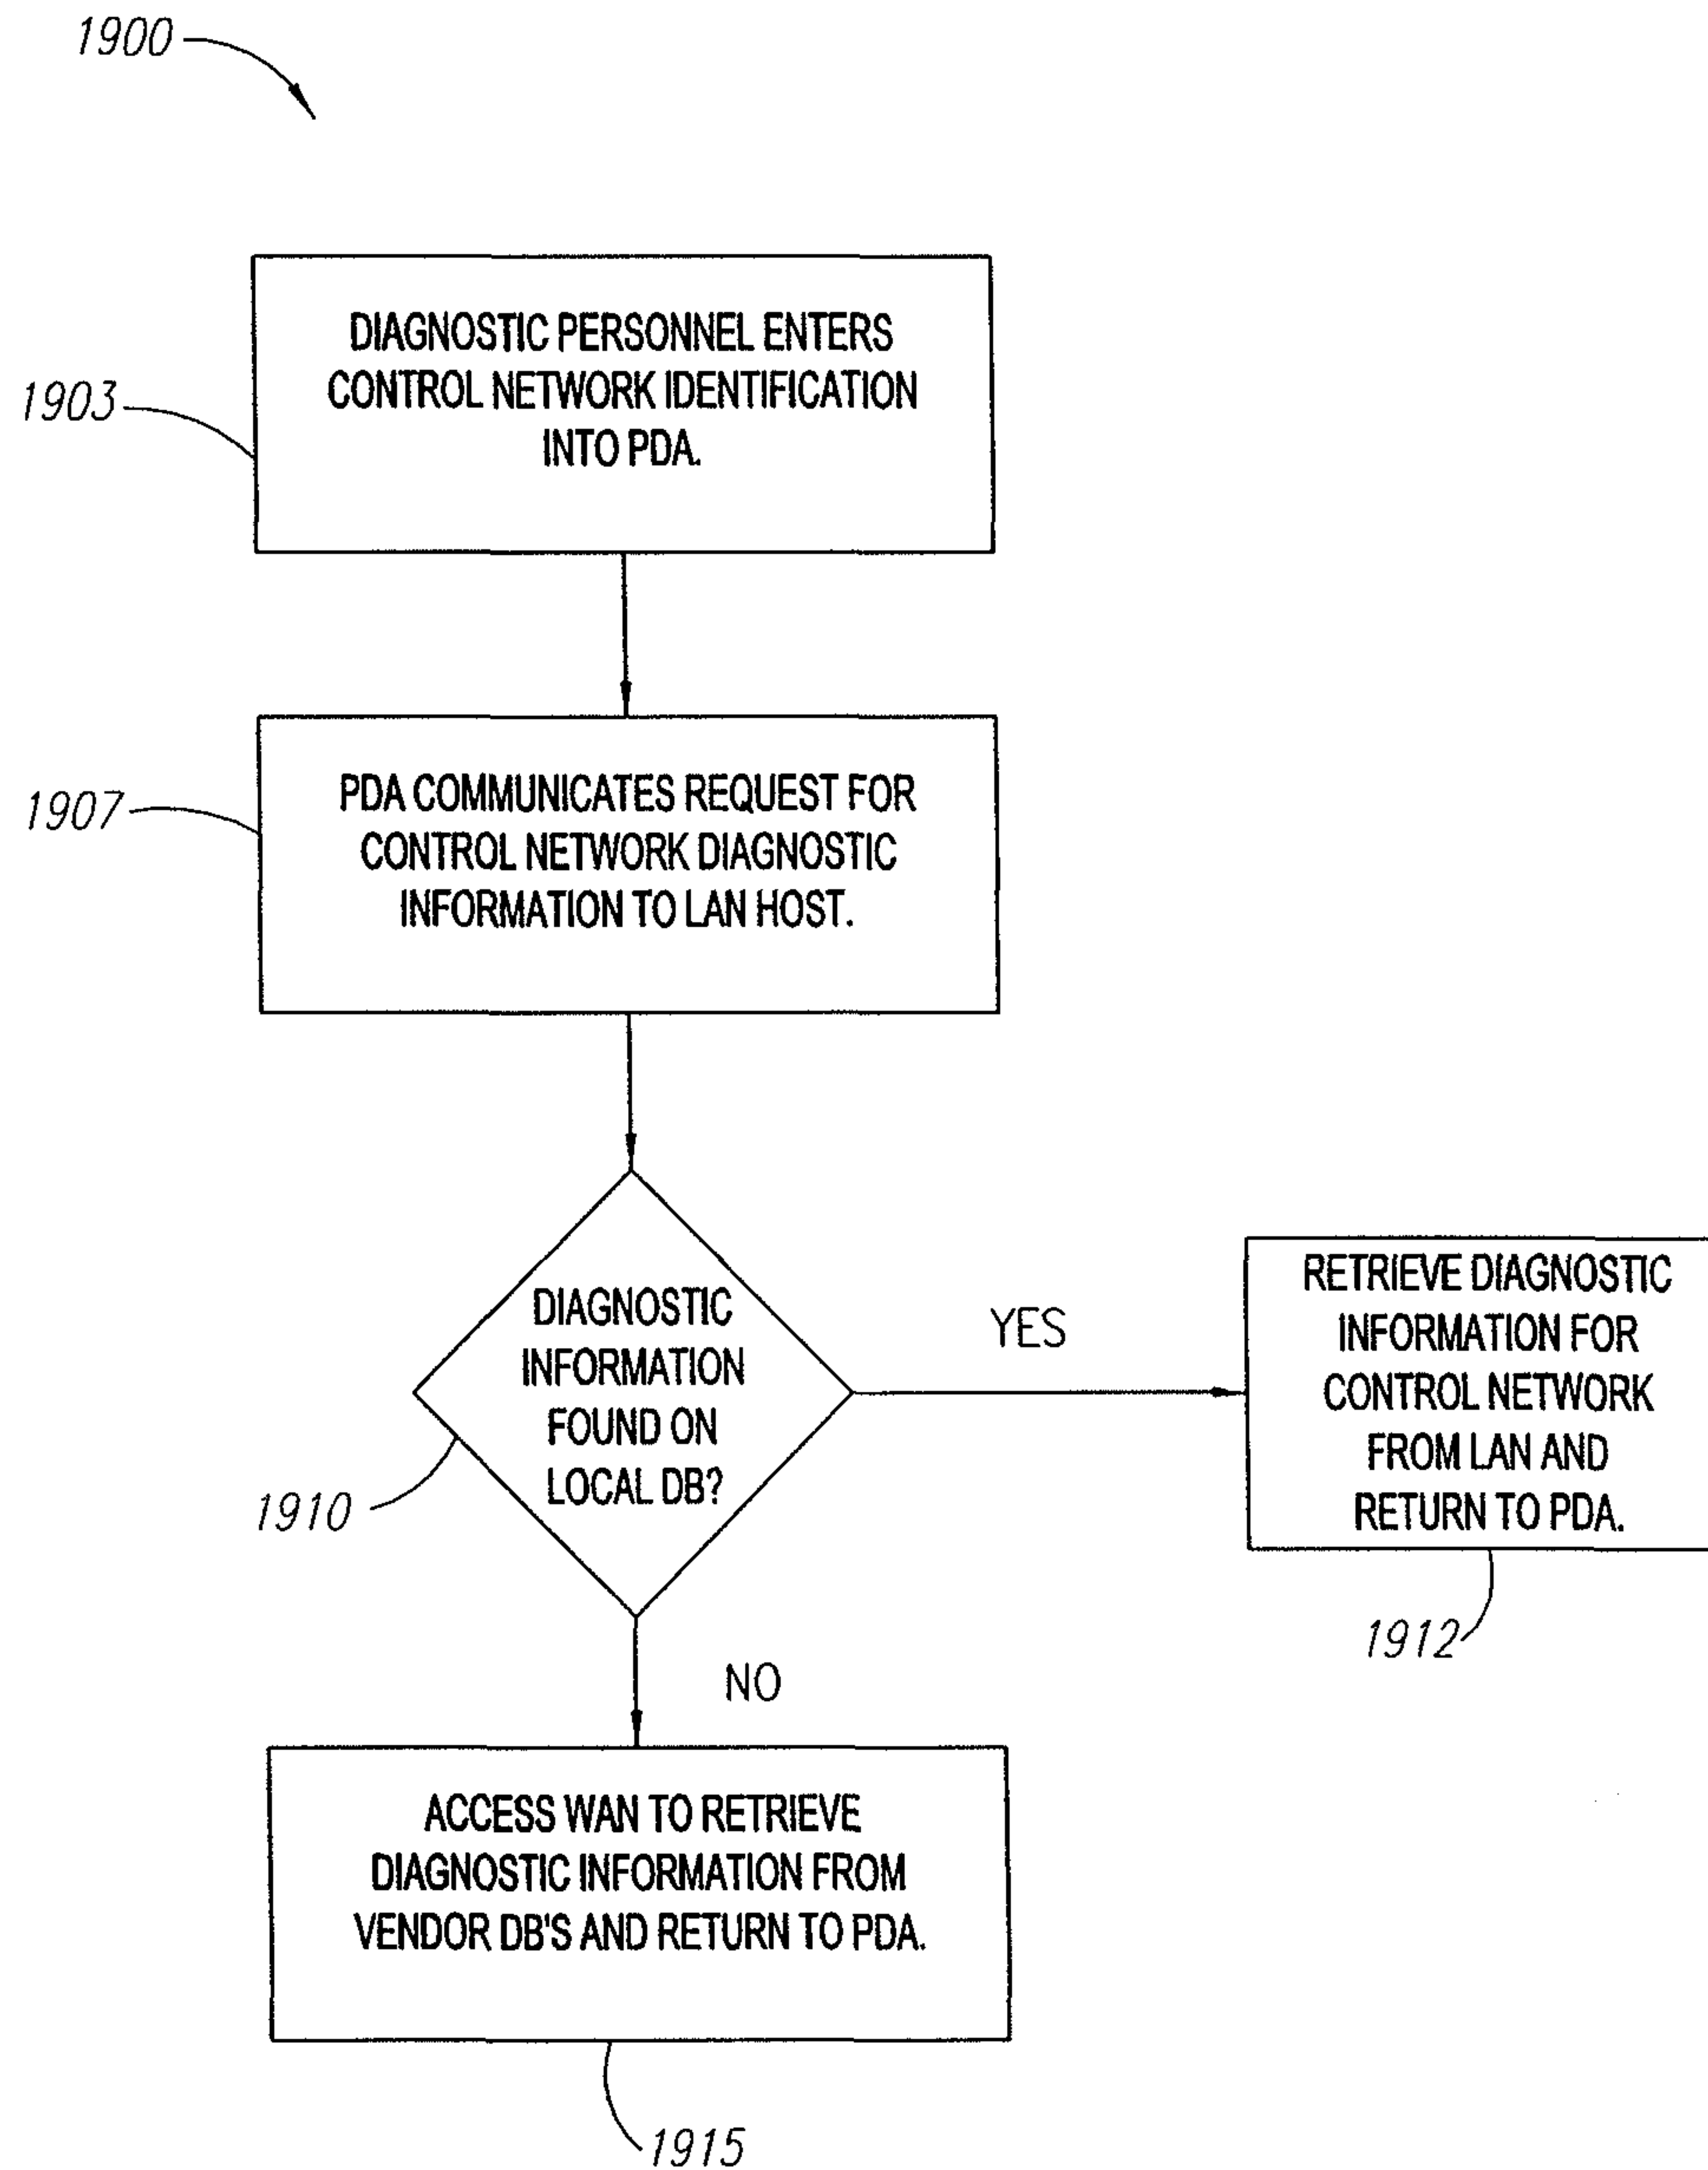 1900
DIAGNOSTIC PERSONNEL ENTERS
CONTROL NETWORK IDENTIFICATION
INTO PDA.
1903
PDA COMMUNICATES REQUEST FOR
CONTROL NETWORK DIAGNOSTIC
INFORMATION TO LAN HOST.
1907
DIAGNOSTIC
INFORMATION
FOUND ON
LOCAL DB?
1910
YES
RETRIEVE DIAGNOSTIC
INFORMATION FOR
CONTROL NETWORK
FROM LAN AND
RETURN TO PDA.
1912
NO
ACCESS WAN TO RETRIEVE
DIAGNOSTIC INFORMATION FROM
VENDOR DB'S AND RETURN TO PDA.
1915